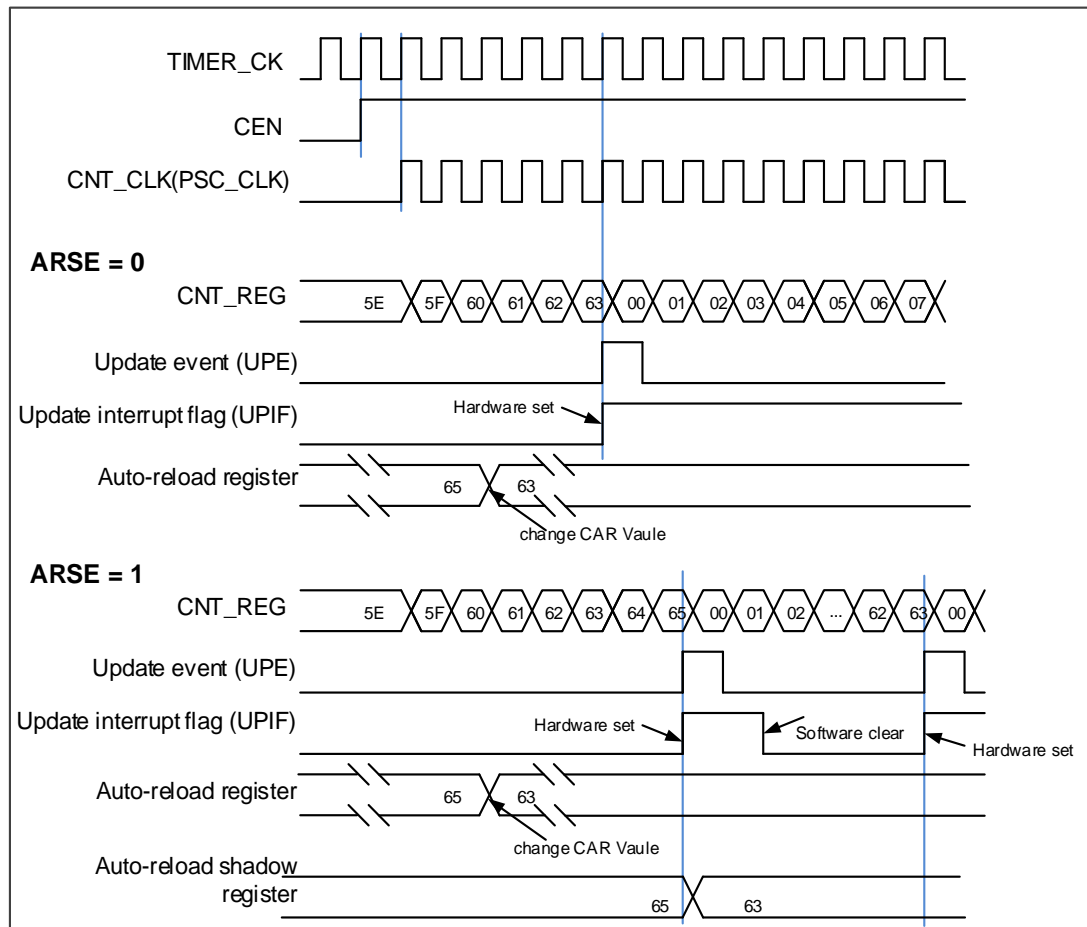 TIMER_CK
CEN
CNT_CLK(PSC_CLK)
ARSE = 0
CNT_REG 5E 5F 60 61 62 63 00 01 02 03 04 05 06 07
Update event (UPE)
Update interrupt flag (UPIF) Hardware set
Auto-reload register 65 63
change CAR Vaule
ARSE = 1
CNT_REG 5E 5F 60 61 62 63 64 65 00 01 02 ... 62 63 00
Update event (UPE)
Update interrupt flag (UPIF) Hardware set Software clear Hardware set
Auto-reload register 65 63
change CAR Vaule
Auto-reload shadow
register 65 63